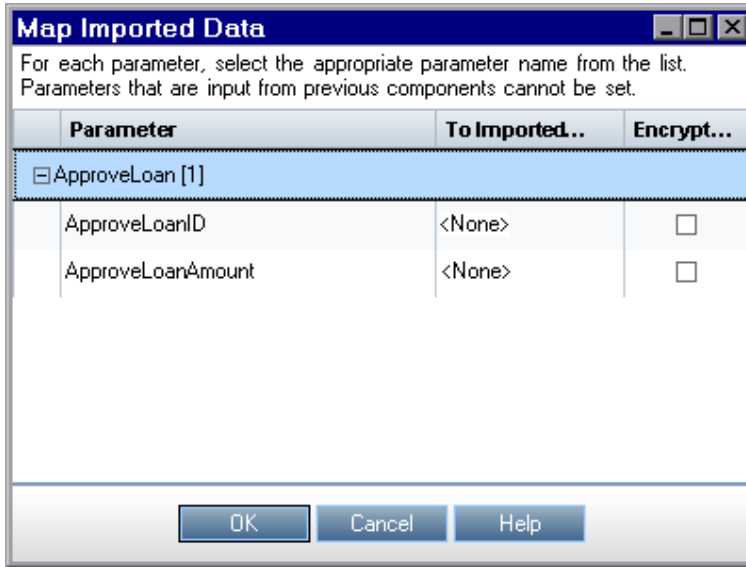 Map Imported Data
For each parameter, select the appropriate parameter name from the list.
Parameters that are input from previous components cannot be set.
Parameter To Imported... Encrypt...
ApproveLoan [1]
ApproveLoanID <None>
ApproveLoanAmount <None>
OK Cancel Help